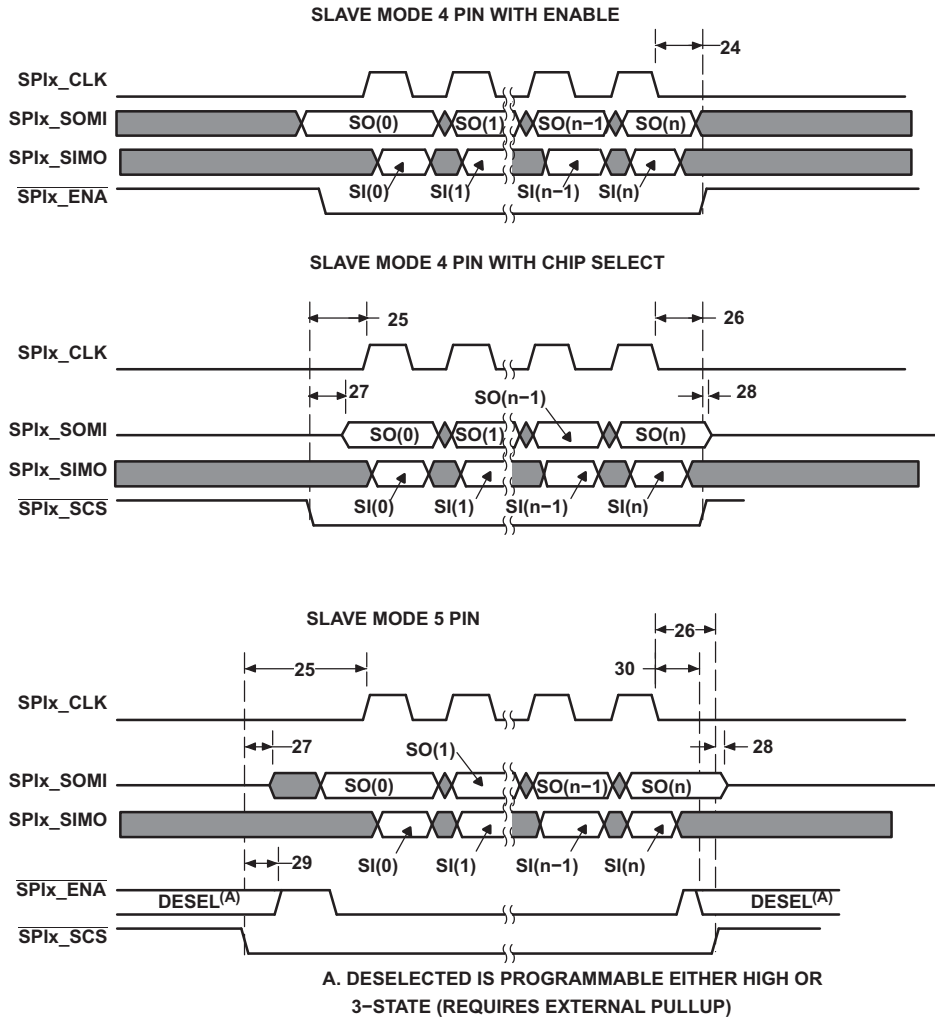 SLAVE MODE 4 PIN WITH ENABLE
24
SPIx_CLK
SPIx_SOMI
SO(0)
SO(1)
SO(n−1
SO(n)
SPIx_SIMO
SI(0)
SI(1)
SI(n−1)
SI(n)
SPIx_ENA
SLAVE MODE 4 PIN WITH CHIP SELECT
25
26
SPIx_CLK
27
SO(n−1)
28
SPIx_SOMI
SO(0)
SO(1)
SO(n)
SPIx_SIMO
SPIx_SCS
SI(0)
SI(1)
SI(n−1)
SI(n)
SLAVE MODE 5 PIN
26
25
30
SPIx_CLK
27
SO(1)
28
SPIx_SOMI
SO(0)
SO(n−1)
SO(n)
SPIx_SIMO
29
SI(0)
SI(1)
SI(n−1)
SI(n)
SPIx_ENA
DESEL(A)
DESEL(A)
SPIx_SCS
A. DESELECTED IS PROGRAMMABLE EITHER HIGH OR
3−STATE (REQUIRES EXTERNAL PULLUP)